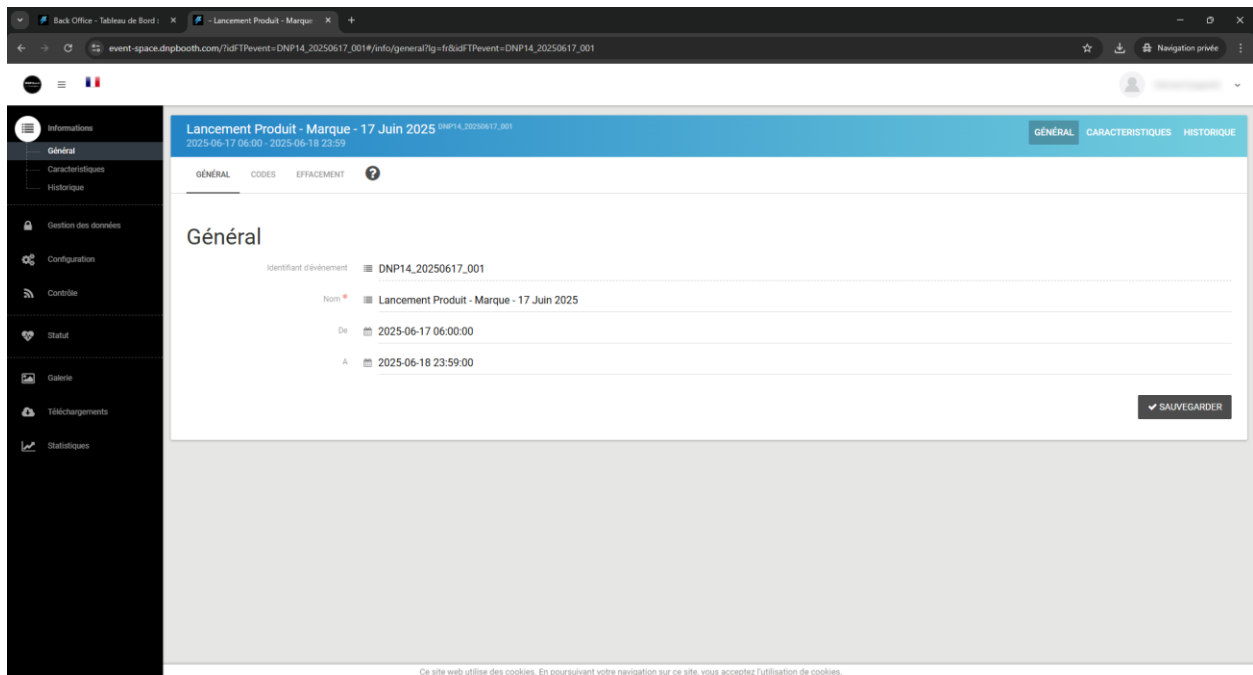 Back Office - Tableau de Bord :
- Lancement Produit - Marque
event-space.dnpbooth.com/?idFTPevent=DNP14_20250617_001#/info/general?lg=fr&idFTPevent=DNP14_20250617_001
Navigation privée
Informations
Général
Caracteristiques
Historique
Gestion des données
Configuration
Contrôle
Statut
Galerie
Téléchargements
Statistiques
Lancement Produit - Marque - 17 Juin 2025 DNP14_20250617_001
2025-06-17 06:00 - 2025-06-18 23:59
GÉNÉRAL CARACTERISTIQUES HISTORIQUE
GÉNÉRAL CODES EFFACEMENT ?
Général
Identifiant d'événement DNP14_20250617_001
Nom * Lancement Produit - Marque - 17 Juin 2025
De 2025-06-17 06:00:00
A 2025-06-18 23:59:00
SAUVEGARDER
Ce site web utilise des cookies. En poursuivant votre navigation sur ce site, vous acceptez l'utilisation de cookies.